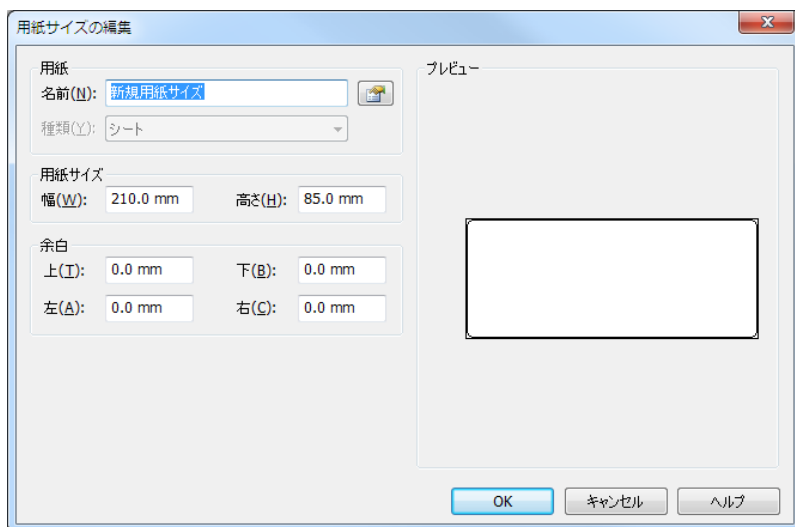 用紙サイズの編集
用紙
名前(N): 新規用紙サイズ
種類(Y): シート
用紙サイズ
幅(W): 210.0 mm 高さ(H): 85.0 mm
余白
上(T): 0.0 mm 下(B): 0.0 mm
左(A): 0.0 mm 右(C): 0.0 mm
プレビュー
OK キャンセル ヘルプ